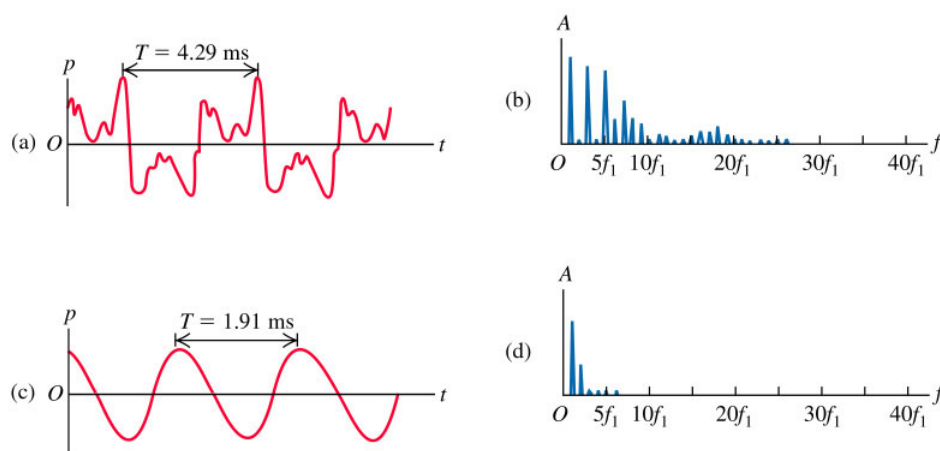 (a)
p
T = 4.29 ms
O
t
(b)
A
O 5f₁ 10f₁ 20f₁ 30f₁ 40f₁
f
(c)
p
T = 1.91 ms
O
t
(d)
A
O 5f₁ 10f₁ 20f₁ 30f₁ 40f₁
f